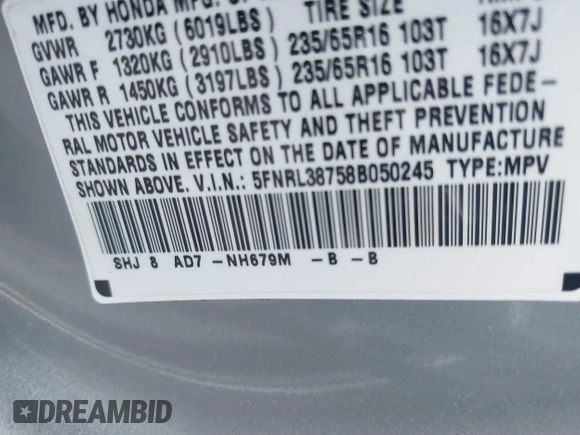 MFD. BY HONDA MFG. OF
GVWR 2730KG (6019LBS) TIRE SIZE
GAWR F 1320KG (2910LBS) 235/65R16 103T 16X7J
GAWR R 1450KG (3197LBS) 235/65R16 103T 16X7J
THIS VEHICLE CONFORMS TO ALL APPLICABLE FEDE-
RAL MOTOR VEHICLE SAFETY AND THEFT PREVENTION
STANDARDS IN EFFECT ON THE DATE OF MANUFACTURE
SHOWN ABOVE. V.I.N.: 5FNRL38758B050245 TYPE:MPV
SHJ 8 AD7 -NH679M -B -B
DREAMBID